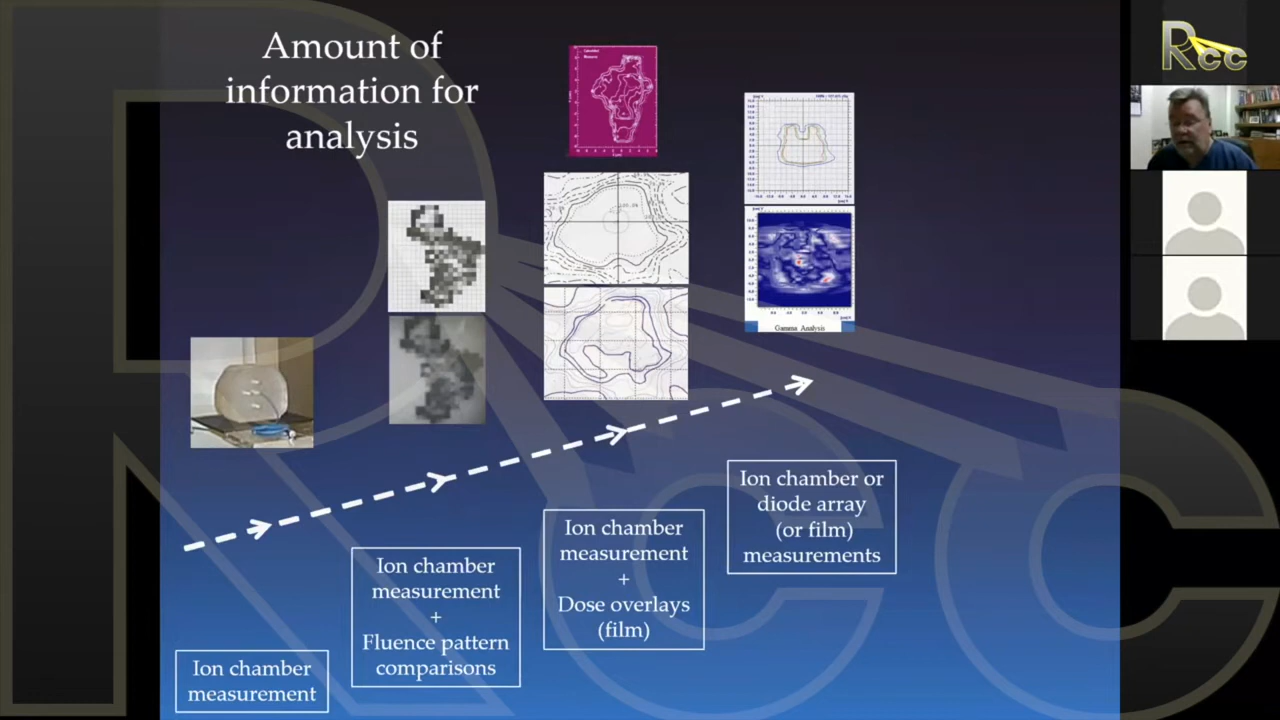 Amount of
information for
analysis
Rcc
Gamma Analysis
Ion chamber
measurement
Ion chamber
measurement
+
Fluence pattern
comparisons
Ion chamber
measurement
+
Dose overlays
(film)
Ion chamber or
diode array
(or film)
measurements